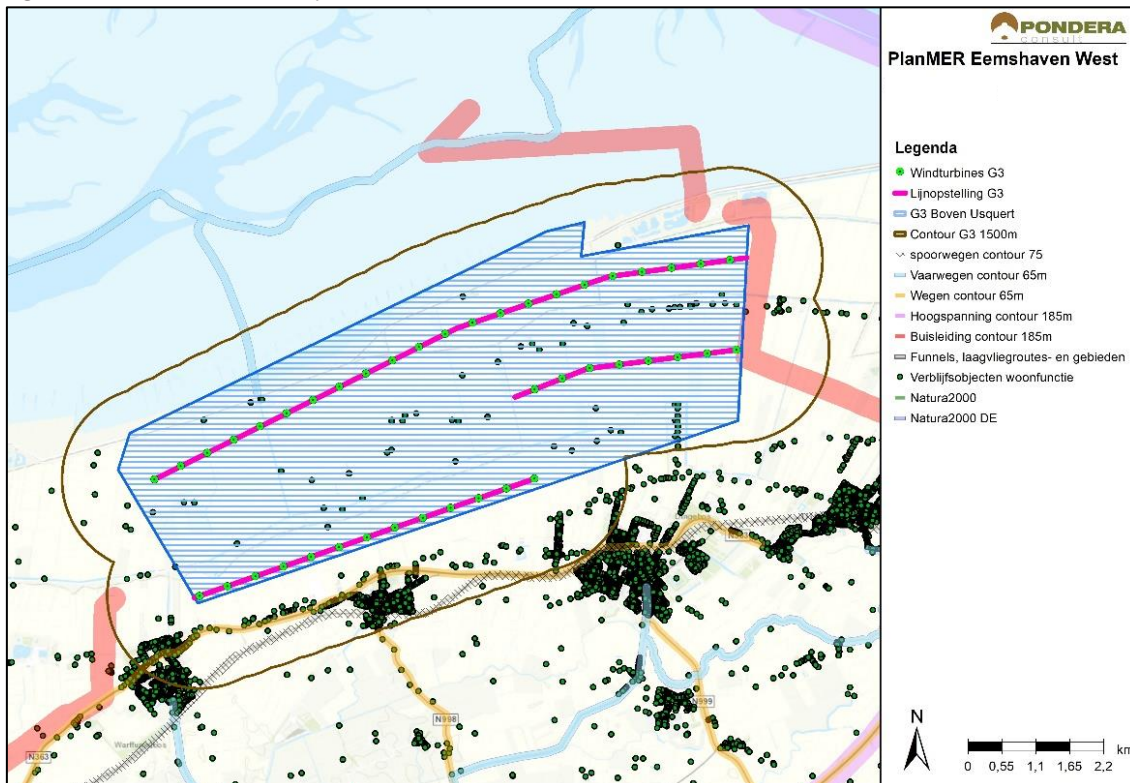 PONDERA
consult
PlanMER Eemshaven West
Legenda
Windturbines G3
Lijnopstelling G3
G3 Boven Usquert
Contour G3 1500m
spoorwegen contour 75
Vaarwegen contour 65m
Wegen contour 65m
Hoogspanning contour 185m
Buisleiding contour 185m
Funnels, laagvliegroutes- en gebieden
Verblijfsobjecten woonfunctie
Natura2000
Natura2000 DE
N998
N999
N363
N
km
0 0,55 1,1 1,65 2,2